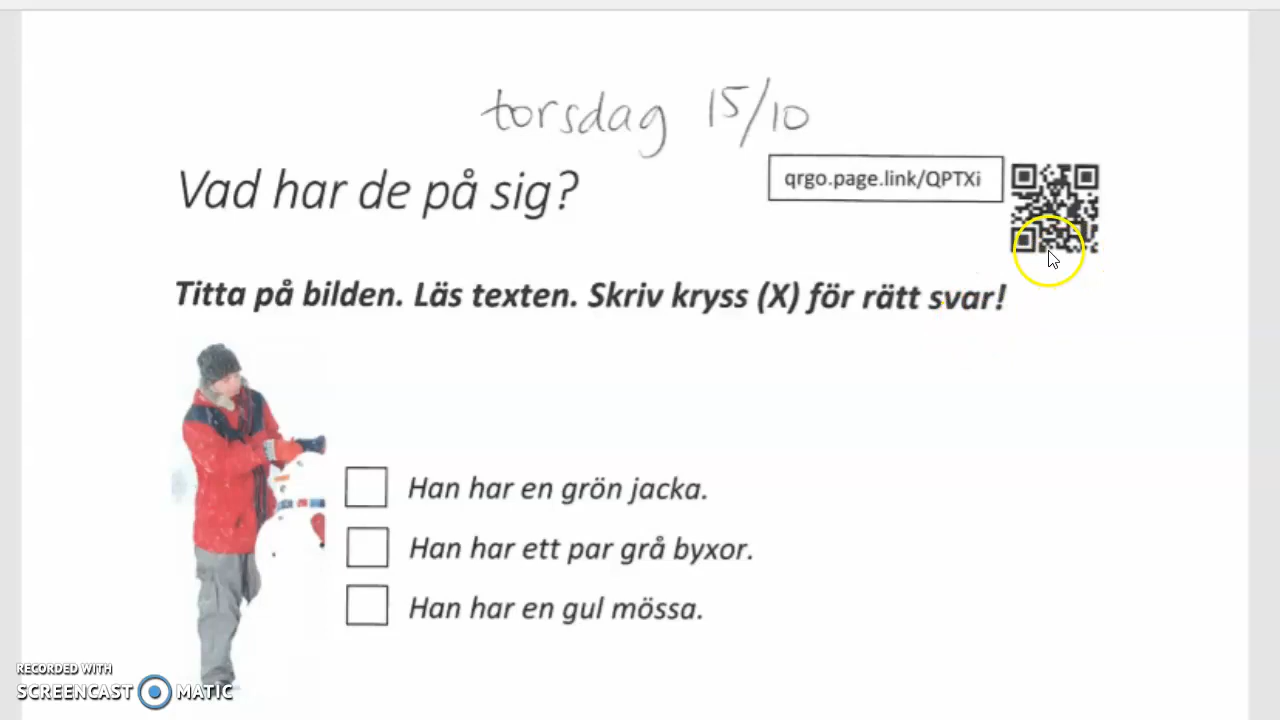 torsdag 15/10
Vad har de på sig?
qrgo.page.link/QPTXi
Titta på bilden. Läs texten. Skriv kryss (X) för rätt svar!
Han har en grön jacka.
Han har ett par grå byxor.
Han har en gul mössa.
RECORDED WITH
SCREENCAST MATIC